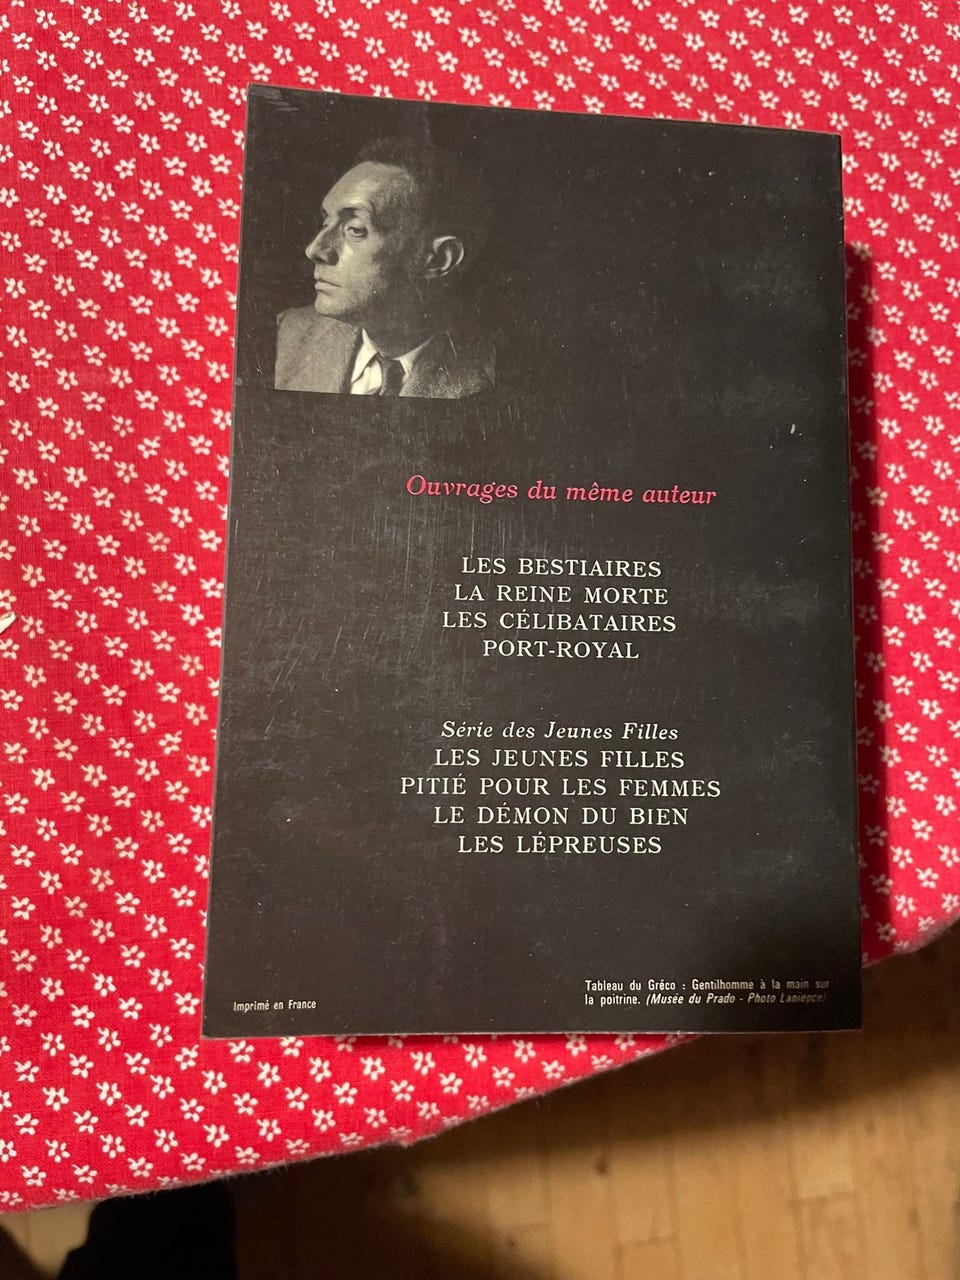 Ouvrages du même auteur
LES BESTIAIRES
LA REINE MORTE
LES CÉLIBATAIRES
PORT-ROYAL
Série des Jeunes Filles
LES JEUNES FILLES
PITIÉ POUR LES FEMMES
LE DÉMON DU BIEN
LES LÉPREUSES
Imprimé en France
Tableau du Gréco : Gentilhomme à la main sur
la poitrine. (Musée du Prado - Photo Laniepce)